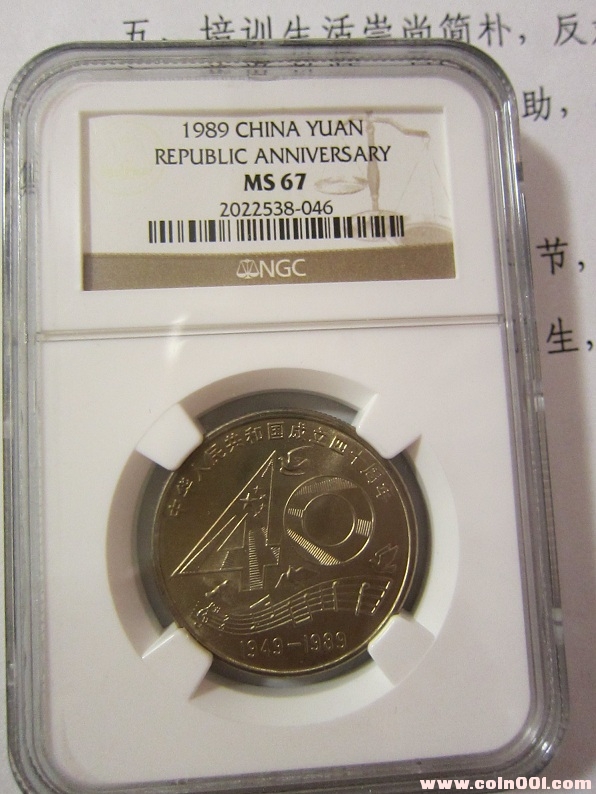 五、培训生活崇尚简朴，反
助，
节，
生，
1989 CHINA YUAN
REPUBLIC ANNIVERSARY
MS 67
2022538-046
NGC
中华人民共和国成立四十周年
40
1949-1989
www.coin001.com